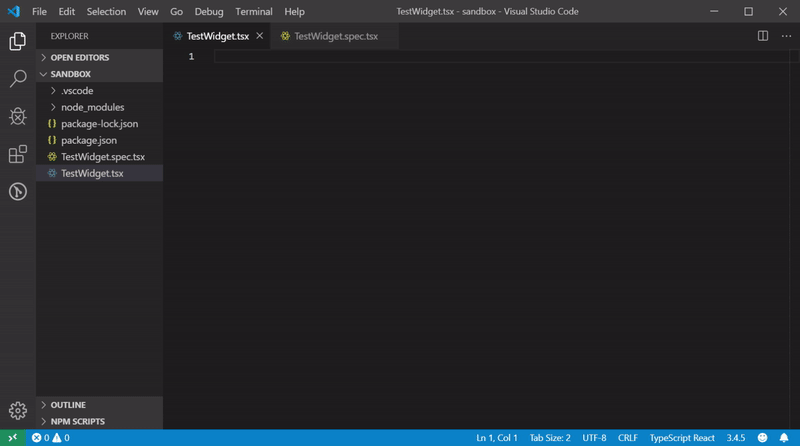 File Edit Selection View Go Debug Terminal Help TestWidget.tsx - sandbox - Visual Studio Code
EXPLORER
TestWidget.tsx TestWidget.spec.tsx
OPEN EDITORS
SANDBOX
.vscode
node_modules
{} package-lock.json
{} package.json
TestWidget.spec.tsx
TestWidget.tsx
1
OUTLINE
NPM SCRIPTS
0 0 Ln 1, Col 1 Tab Size: 2 UTF-8 CRLF TypeScript React 3.4.5